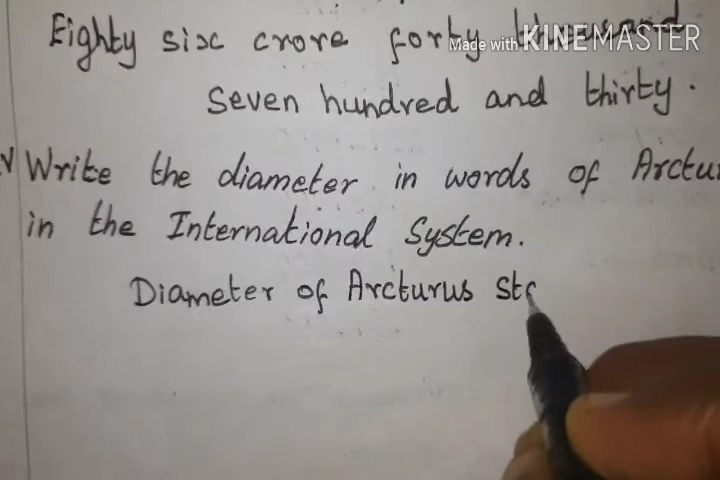 Eighty six crore forty thousand
Made with KINEMASTER
seven hundred and thirty.
Write the diameter in words of Arctu
in the International System.
Diameter of Arcturus St